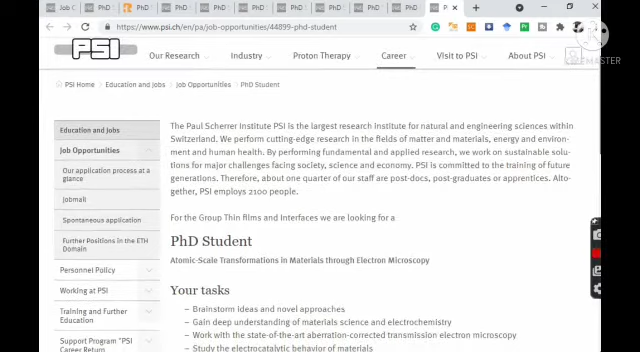 Job O
PhD
PhD S
PhD
PhD S
PhD S
PhD
PhD S
P
https://www.psi.ch/en/pa/job-opportunities/44899-phd-student
PSI
Our Research
Industry
Proton Therapy
Career
Visit to PSI
About PSI
PSI Home
Education and Jobs
Job Opportunities
PhD Student
Education and Jobs
Job Opportunities
Our application process at a
glance
Jobmail
Spontaneous application
Further Positions in the ETH
Domain
Personnel Policy
Working at PSI
Training and Further
Education
Support Program "PSI
Career Return
The Paul Scherrer Institute PSI is the largest research institute for natural and engineering sciences within
Switzerland. We perform cutting-edge research in the fields of matter and materials, energy and environ-
ment and human health. By performing fundamental and applied research, we work on sustainable solu-
tions for major challenges facing society, science and economy. PSI is committed to the training of future
generations. Therefore, about one quarter of our staff are post-docs, post-graduates or apprentices. Alto-
gether, PSI employs 2100 people.
For the Group Thin films and Interfaces we are looking for a
PhD Student
Atomic-Scale Transformations in Materials through Electron Microscopy
Your tasks
– Brainstorm ideas and novel approaches
– Gain deep understanding of materials science and electrochemistry
– Work with the state-of-the-art aberration-corrected transmission electron microscopy
– Study the electrocatalytic behavior of materials